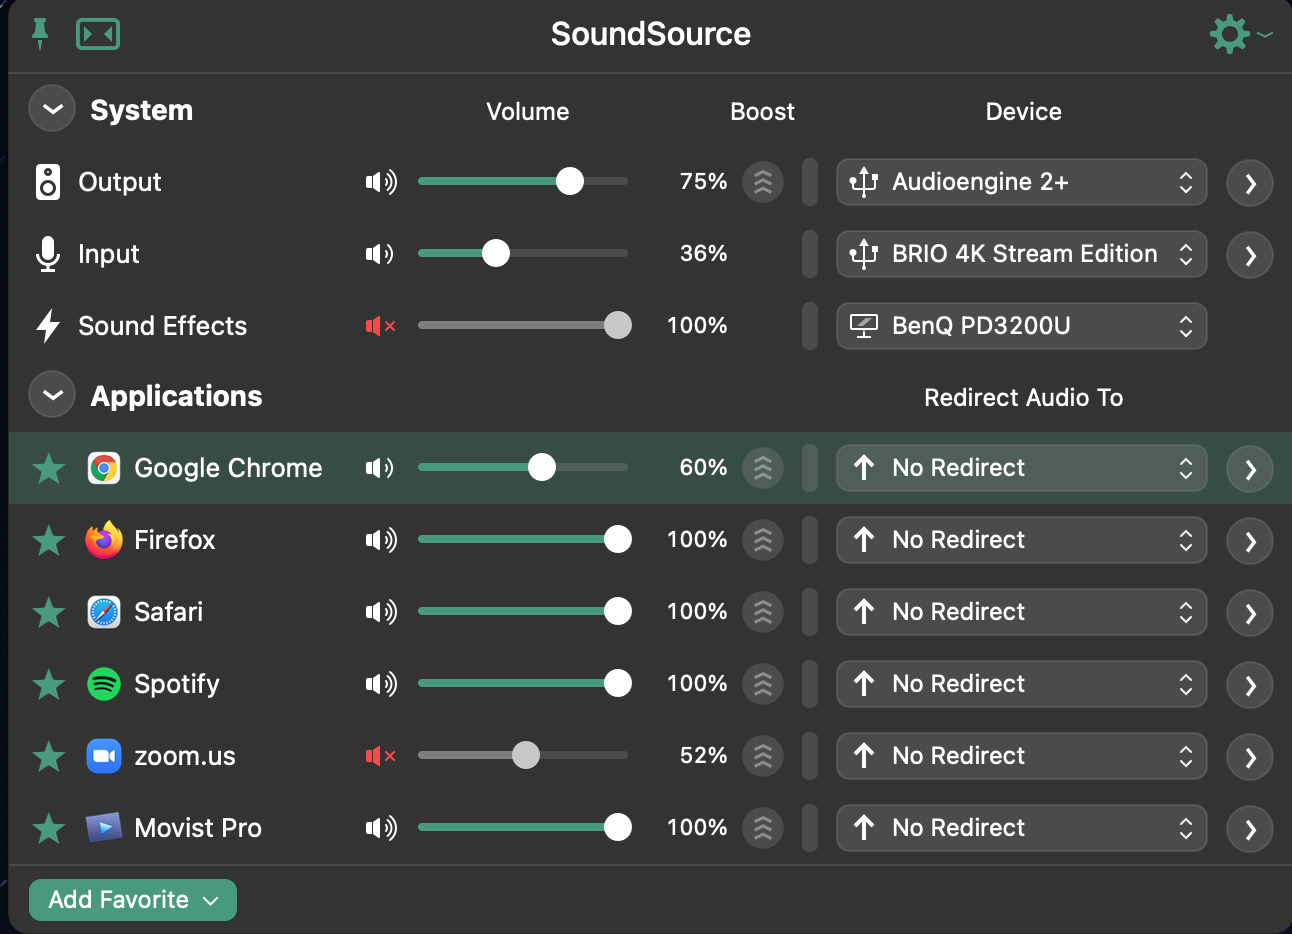 SoundSource
System Volume Boost Device
Output 75% Audioengine 2+
Input 36% BRIO 4K Stream Edition
Sound Effects 100% BenQ PD3200U
Applications Redirect Audio To
Google Chrome 60% No Redirect
Firefox 100% No Redirect
Safari 100% No Redirect
Spotify 100% No Redirect
zoom.us 52% No Redirect
Movist Pro 100% No Redirect
Add Favorite